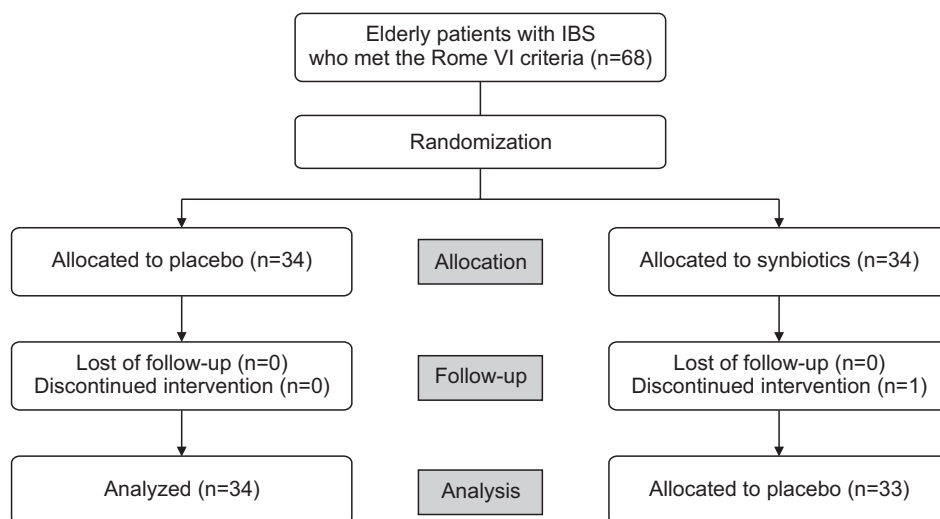 Elderly patients with IBS
who met the Rome VI criteria (n=68)
Randomization
Allocated to placebo (n=34)
Allocation
Allocated to synbiotics (n=34)
Lost of follow-up (n=0)
Discontinued intervention (n=0)
Follow-up
Lost of follow-up (n=0)
Discontinued intervention (n=1)
Analyzed (n=34)
Analysis
Allocated to placebo (n=33)